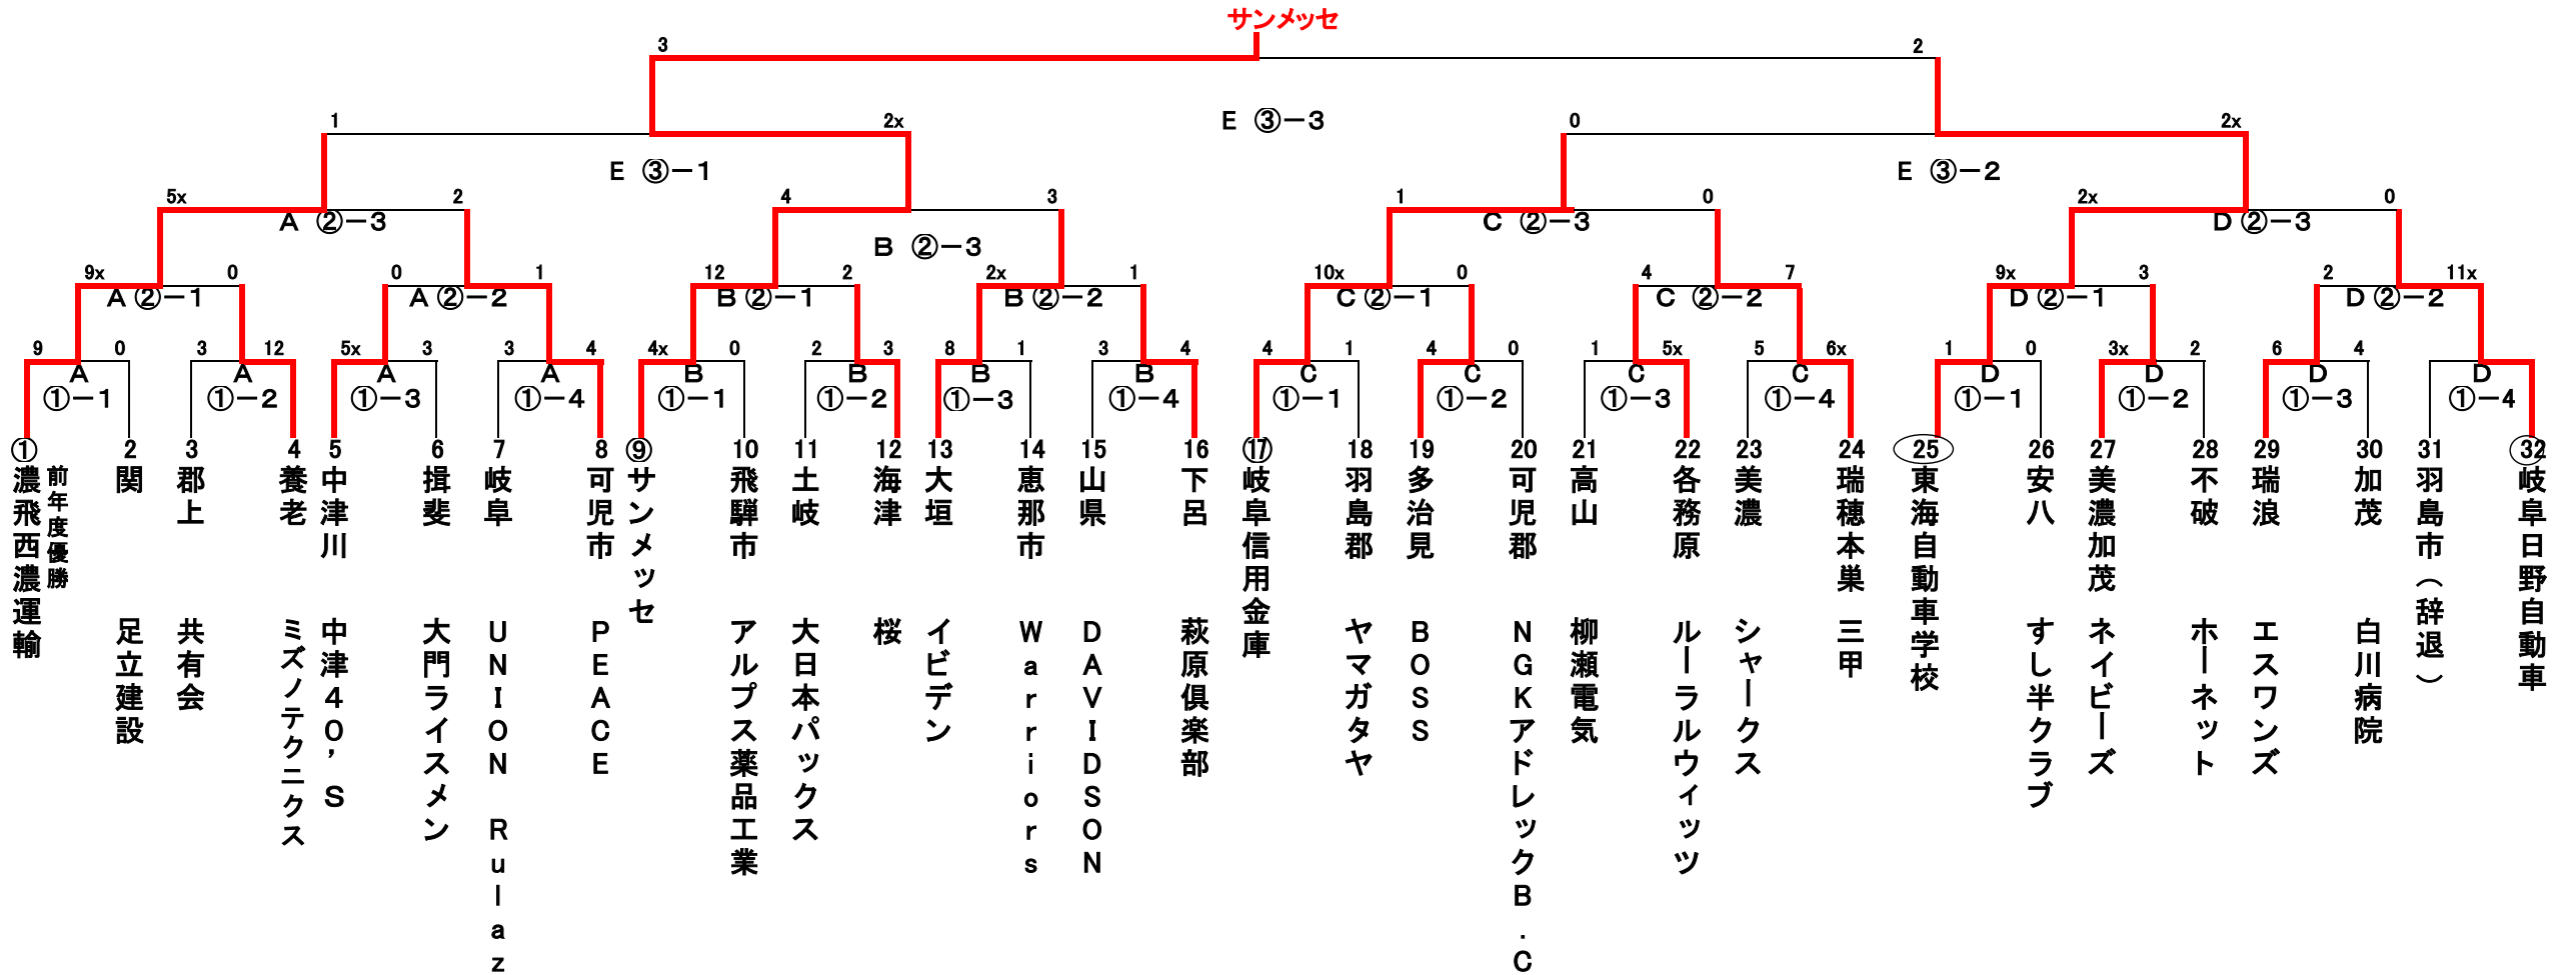 サンメッセ
3 2
1 2x E ③－3 0 2x
E ③－1 E ③－2
5x 2 4 3 1 0 2x 0
A ②－3 B ②－3 C ②－3 D ②－3
9x 0 0 1 12 2 2x 1 10x 0 4 7 9x 3 2 11x
A ②－1 A ②－2 B ②－1 B ②－2 C ②－1 C ②－2 D ②－1 D ②－2
9 0 3 12 5x 3 3 4 4x 0 2 3 8 1 3 4 4 1 4 0 1 5x 5 6x 1 0 3x 2 6 4
A A A A B B B B C C C C D D D D
①－1 ①－2 ①－3 ①－4 ①－1 ①－2 ①－3 ①－4 ①－1 ①－2 ①－3 ①－4 ①－1 ①－2 ①－3 ①－4
① 2 3 4 5 6 7 8 ⑨ 10 11 12 13 14 15 16 ⑰ 18 19 20 21 22 23 24 25 26 27 28 29 30 31 32
濃飛西濃運輸
前年度優勝
関 足立建設
郡上 共有会
養老 ミズノテクニクス
中津川 中津４０’Ｓ
揖斐 大門ライスメン
岐阜 ＵＮＩＯＮ Ｒｕｌａｚ
可児市 ＰＥＡＣＥ
サンメッセ
飛騨市 アルプス薬品工業
土岐 大日本パックス
海津 桜
大垣 イビデン
恵那市 Ｗａｒｒｉｏｒｓ
山県 ＤＡＶＩＤＳＯＮ
下呂 萩原倶楽部
岐阜信用金庫
羽島郡 ヤマガタヤ
多治見 ＢＯＳＳ
可児郡 ＮＧＫアドレックＢ．Ｃ
高山 柳瀬電気
各務原 ルーラルウィッツ
美濃 シャークス
瑞穂本巣 三甲
東海自動車学校
安八 すし半クラブ
美濃加茂 ネイビーズ
不破 ホーネット
瑞浪 エスワンズ
加茂 白川病院
羽島市（辞退）
岐阜日野自動車